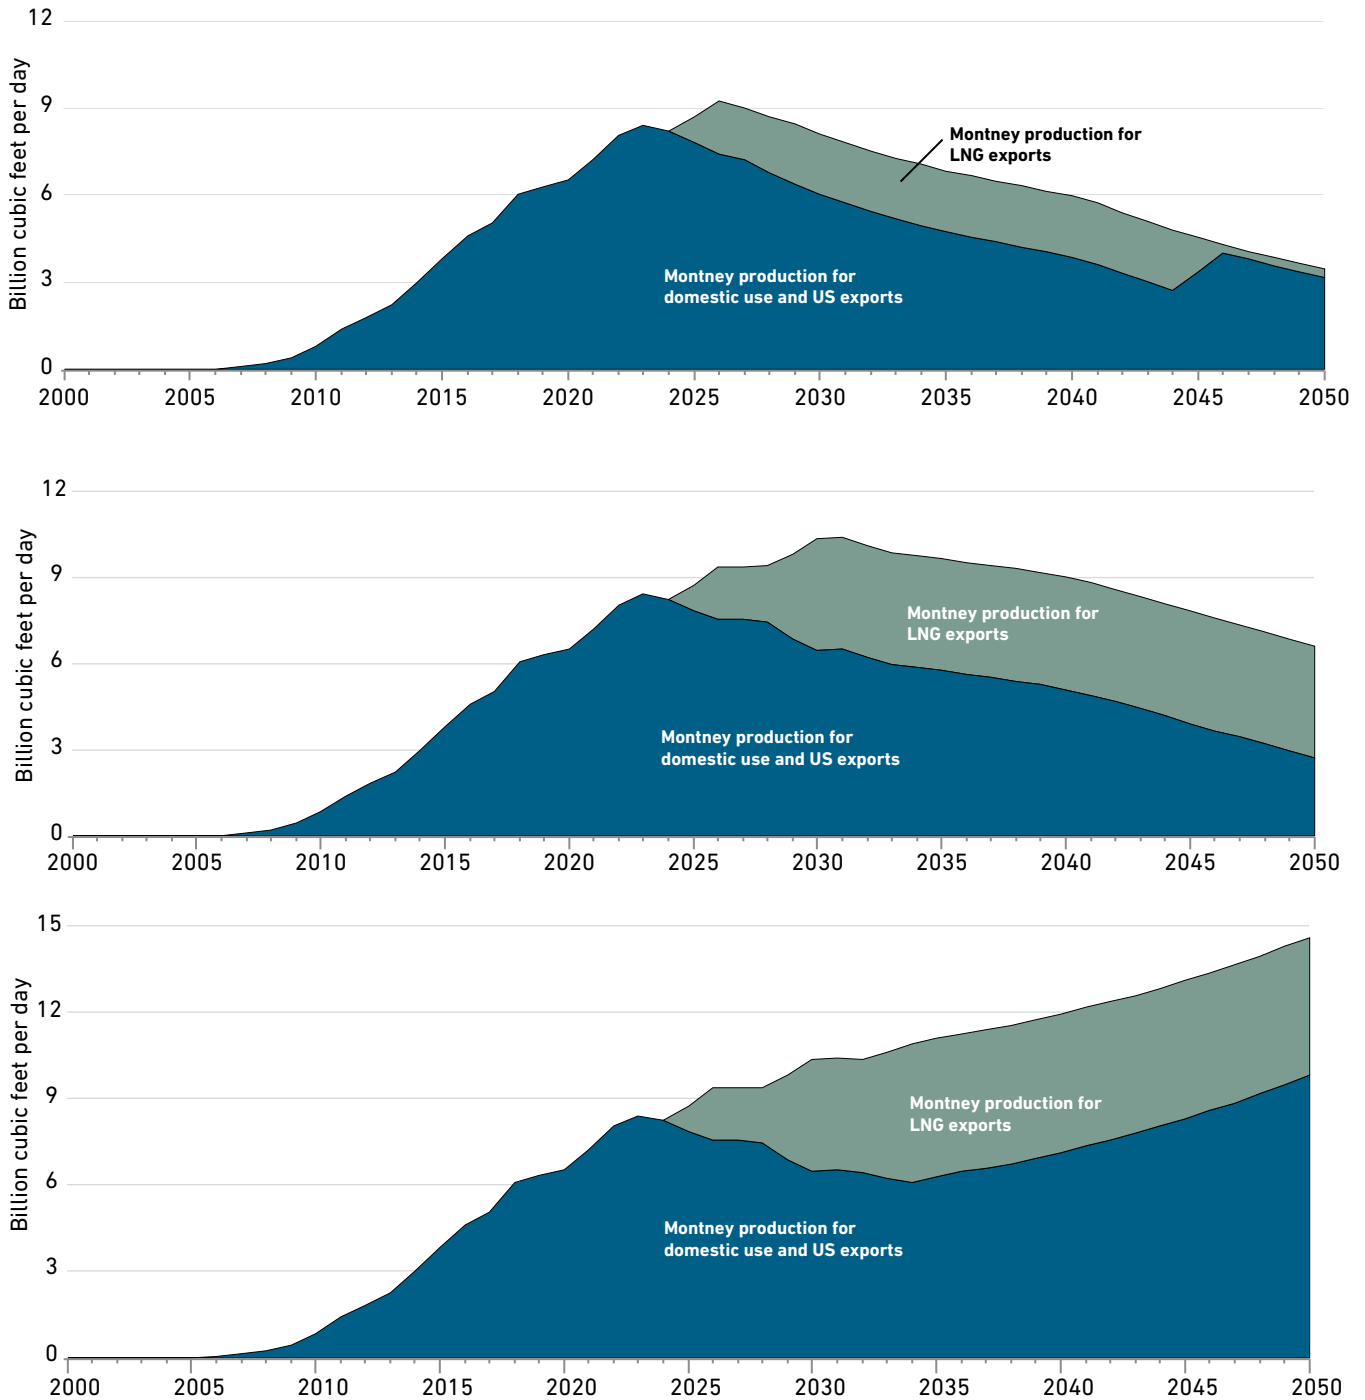 Billion cubic feet per day
12
9
6
3
0
Montney production for
LNG exports
Montney production for
domestic use and US exports
2000 2005 2010 2015 2020 2025 2030 2035 2040 2045 2050
Billion cubic feet per day
12
9
6
3
0
Montney production for
LNG exports
Montney production for
domestic use and US exports
2000 2005 2010 2015 2020 2025 2030 2035 2040 2045 2050
Billion cubic feet per day
15
12
9
6
3
0
Montney production for
LNG exports
Montney production for
domestic use and US exports
2000 2005 2010 2015 2020 2025 2030 2035 2040 2045 2050